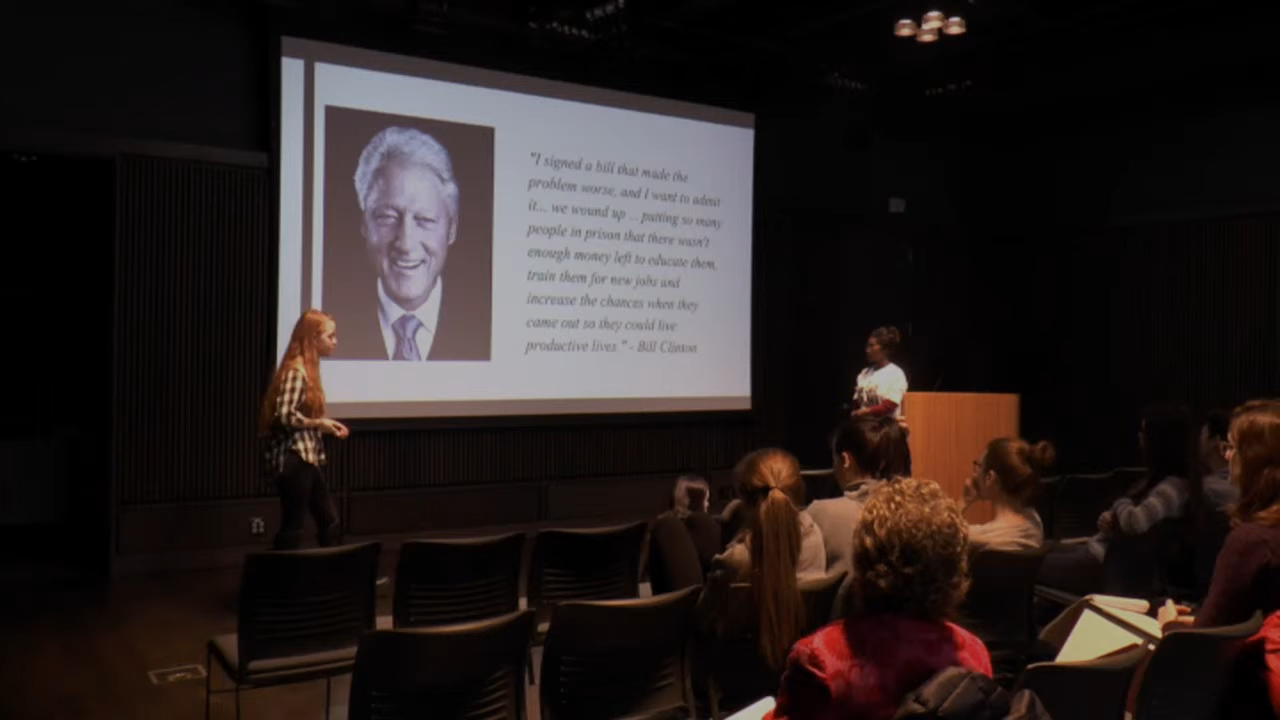 "I signed a bill that made the
problem worse, and I want to admit
it... we wound up ... putting so many
people in prison that there wasn't
enough money left to educate them,
train them for new jobs and
increase the chances when they
came out so they could live
productive lives." - Bill Clinton